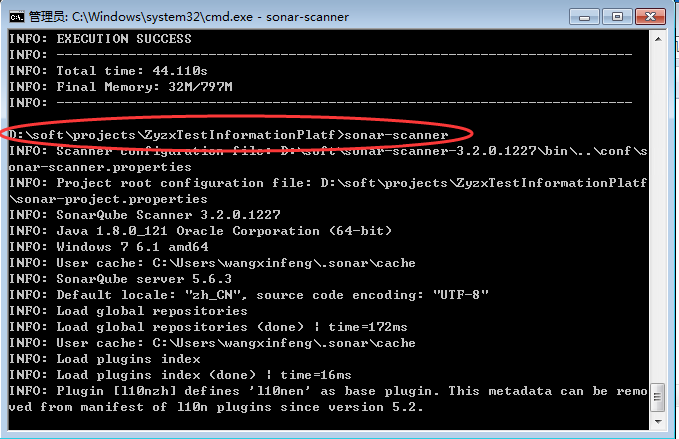 管理员: C:\Windows\system32\cmd.exe - sonar-scanner
INFO: EXECUTION SUCCESS
INFO: ------------------------------------------------------------------------
INFO: Total time: 44.110s
INFO: Final Memory: 32M/797M
INFO: ------------------------------------------------------------------------
D:\soft\projects\ZyzxTestInformationPlatf>sonar-scanner
INFO: Scanner configuration file: D:\soft\sonar-scanner-3.2.0.1227\bin\..\conf\s
onar-scanner.properties
INFO: Project root configuration file: D:\soft\projects\ZyzxTestInformationPlatf
\sonar-project.properties
INFO: SonarQube Scanner 3.2.0.1227
INFO: Java 1.8.0_121 Oracle Corporation (64-bit)
INFO: Windows 7 6.1 amd64
INFO: User cache: C:\Users\wangxinfeng\.sonar\cache
INFO: SonarQube server 5.6.3
INFO: Default locale: "zh_CN", source code encoding: "UTF-8"
INFO: Load global repositories
INFO: Load global repositories (done) | time=172ms
INFO: User cache: C:\Users\wangxinfeng\.sonar\cache
INFO: Load plugins index
INFO: Load plugins index (done) | time=16ms
INFO: Plugin [l10nzh] defines 'l10nen' as base plugin. This metadata can be remo
ved from manifest of l10n plugins since version 5.2.